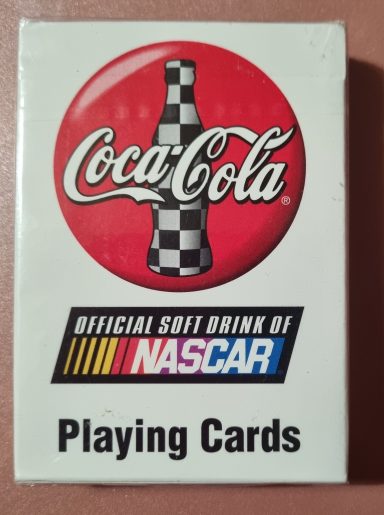 Coca-Cola ®
OFFICIAL SOFT DRINK OF
NASCAR
Playing Cards